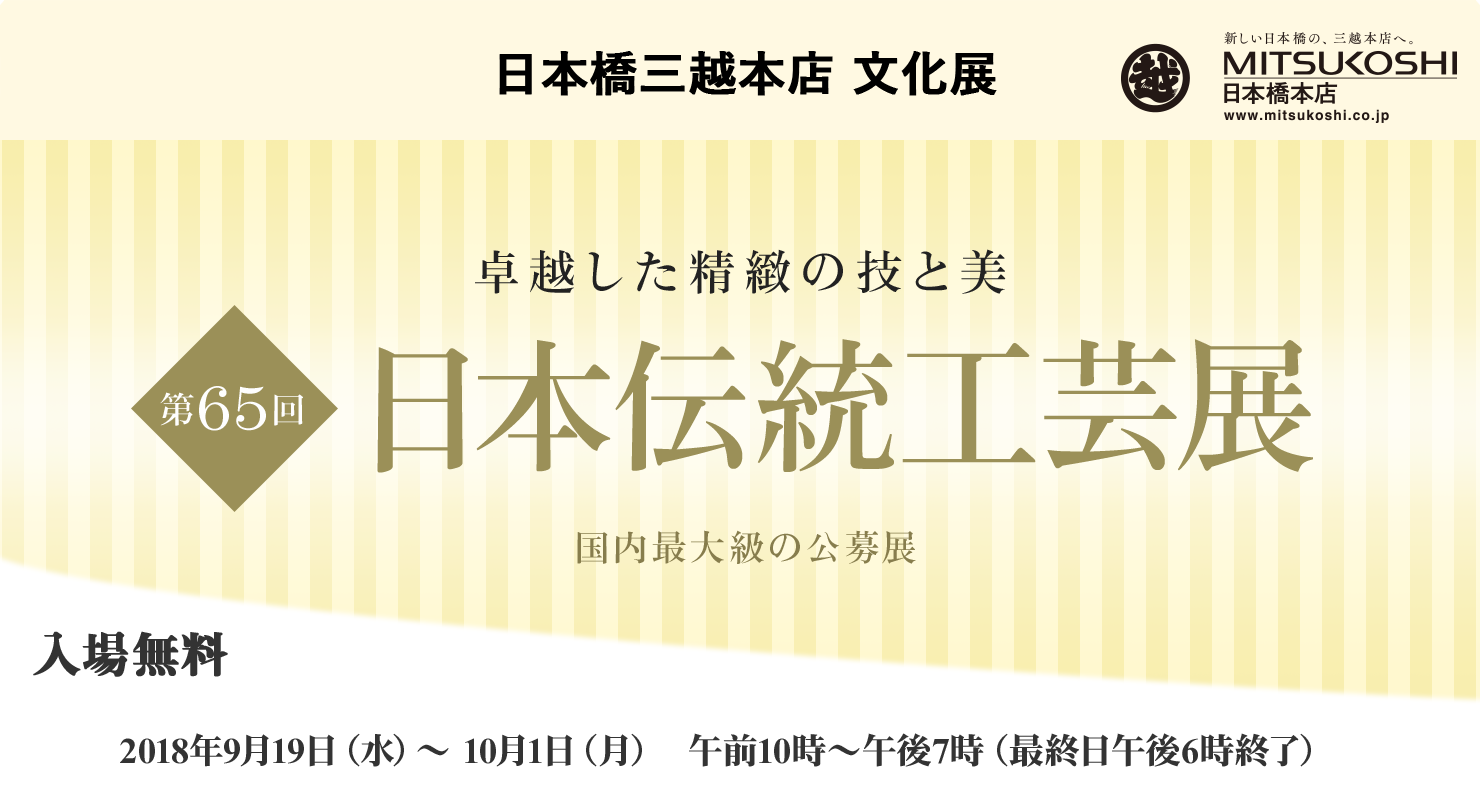 日本橋三越本店 文化展
越
新しい日本橋の、三越本店へ。
MITSUKOSHI
日本橋本店
www.mitsukoshi.co.jp
卓越した精緻の技と美
第65回
日本伝統工芸展
国内最大級の公募展
入場無料
2018年9月19日（水）～ 10月1日（月） 午前10時～午後7時（最終日午後6時終了）